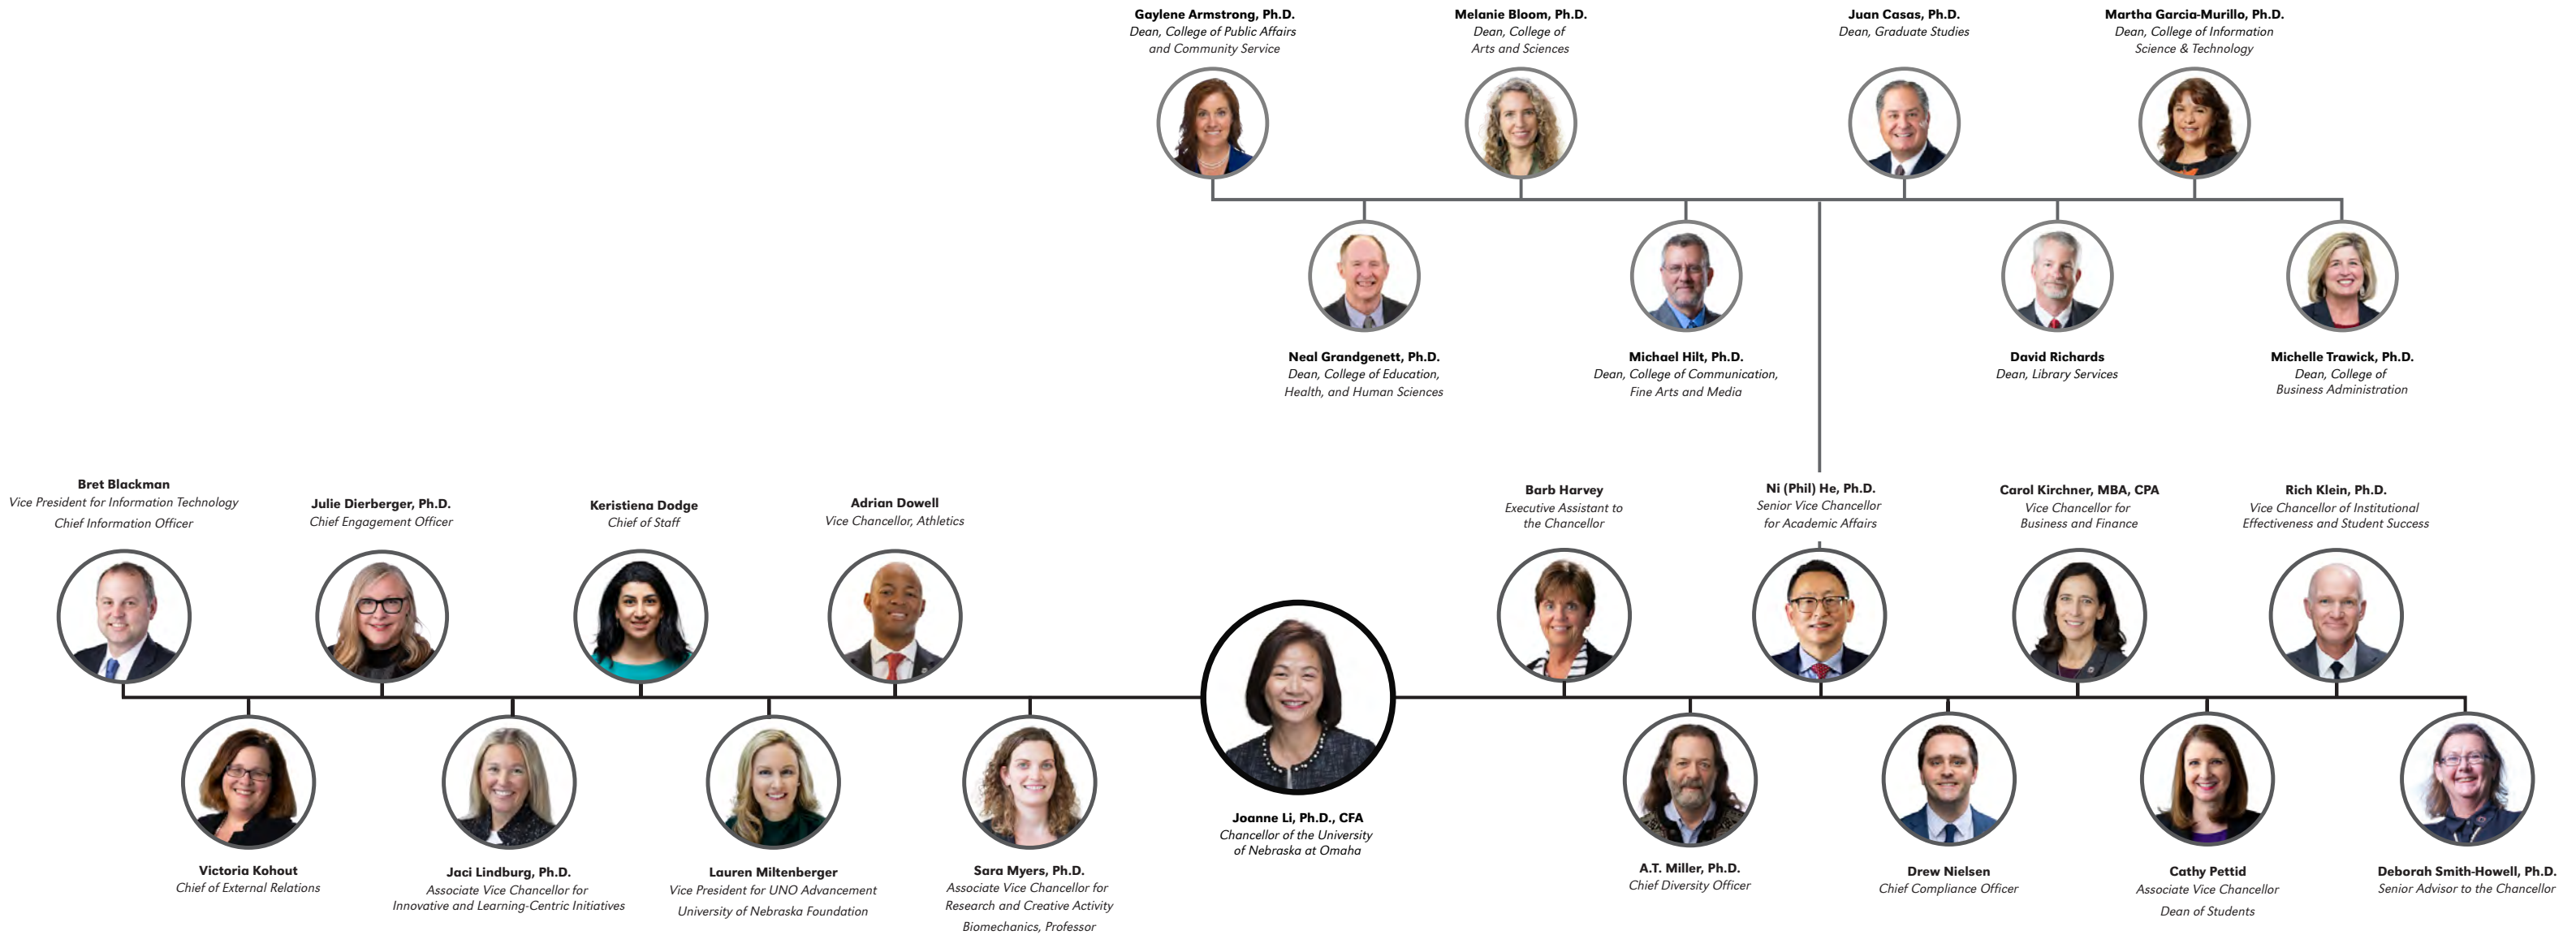 Gaylene Armstrong, Ph.D.
Dean, College of Public Affairs
and Community Service
Melanie Bloom, Ph.D.
Dean, College of
Arts and Sciences
Juan Casas, Ph.D.
Dean, Graduate Studies
Martha Garcia-Murillo, Ph.D.
Dean, College of Information
Science & Technology
Neal Grandgenett, Ph.D.
Dean, College of Education,
Health, and Human Sciences
Michael Hilt, Ph.D.
Dean, College of Communication,
Fine Arts and Media
David Richards
Dean, Library Services
Michelle Trawick, Ph.D.
Dean, College of
Business Administration
Bret Blackman
Vice President for Information Technology
Chief Information Officer
Julie Dierberger, Ph.D.
Chief Engagement Officer
Keristiena Dodge
Chief of Staff
Adrian Dowell
Vice Chancellor, Athletics
Barb Harvey
Executive Assistant to
the Chancellor
Ni (Phil) He, Ph.D.
Senior Vice Chancellor
for Academic Affairs
Carol Kirchner, MBA, CPA
Vice Chancellor for
Business and Finance
Rich Klein, Ph.D.
Vice Chancellor of Institutional
Effectiveness and Student Success
Joanne Li, Ph.D., CFA
Chancellor of the University
of Nebraska at Omaha
Victoria Kohout
Chief of External Relations
Jaci Lindburg, Ph.D.
Associate Vice Chancellor for
Innovative and Learning-Centric Initiatives
Lauren Miltenberger
Vice President for UNO Advancement
University of Nebraska Foundation
Sara Myers, Ph.D.
Associate Vice Chancellor for
Research and Creative Activity
Biomechanics, Professor
A.T. Miller, Ph.D.
Chief Diversity Officer
Drew Nielsen
Chief Compliance Officer
Cathy Pettid
Associate Vice Chancellor
Dean of Students
Deborah Smith-Howell, Ph.D.
Senior Advisor to the Chancellor